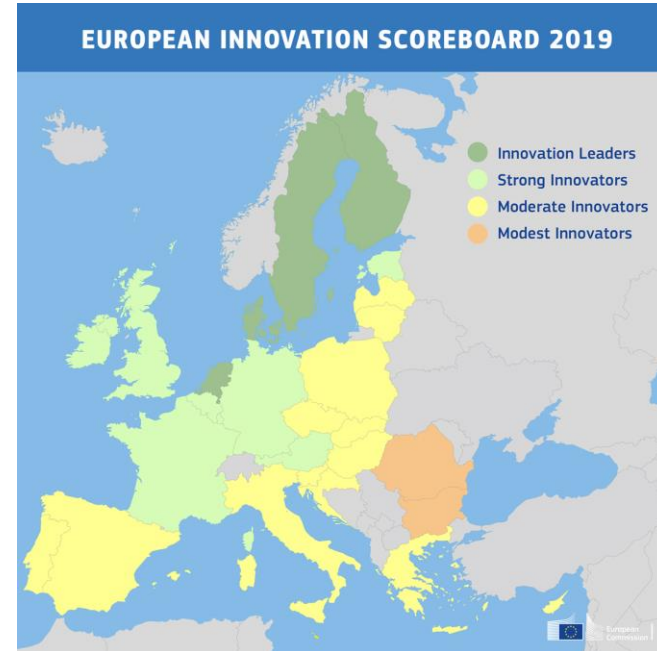 EUROPEAN INNOVATION SCOREBOARD 2019
Innovation Leaders
Strong Innovators
Moderate Innovators
Modest Innovators
European
Commission